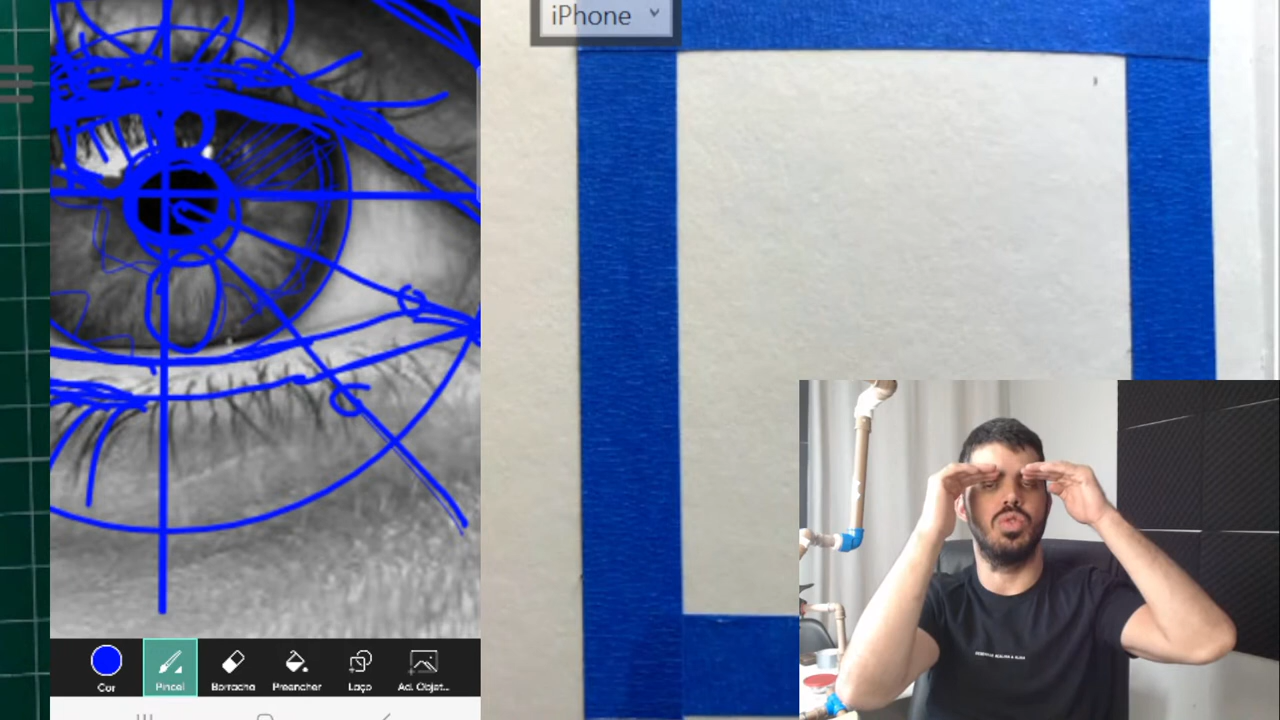 iPhone
Cor
Pincel
Borracha
Preencher
Laço
Ad. Objet...